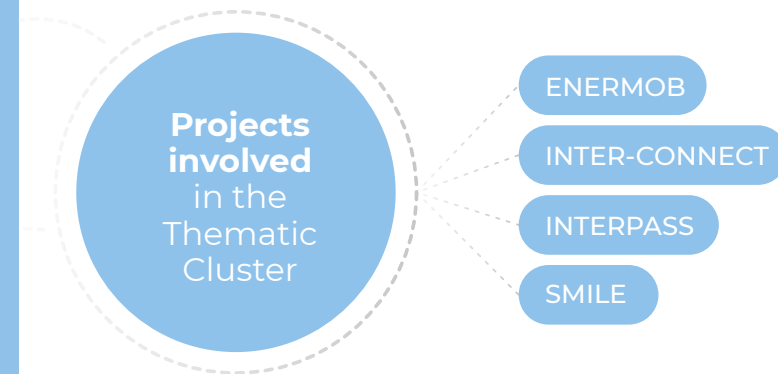 Projects
involved
in the
Thematic
Cluster
ENERMOB
INTER-CONNECT
INTERPASS
SMILE